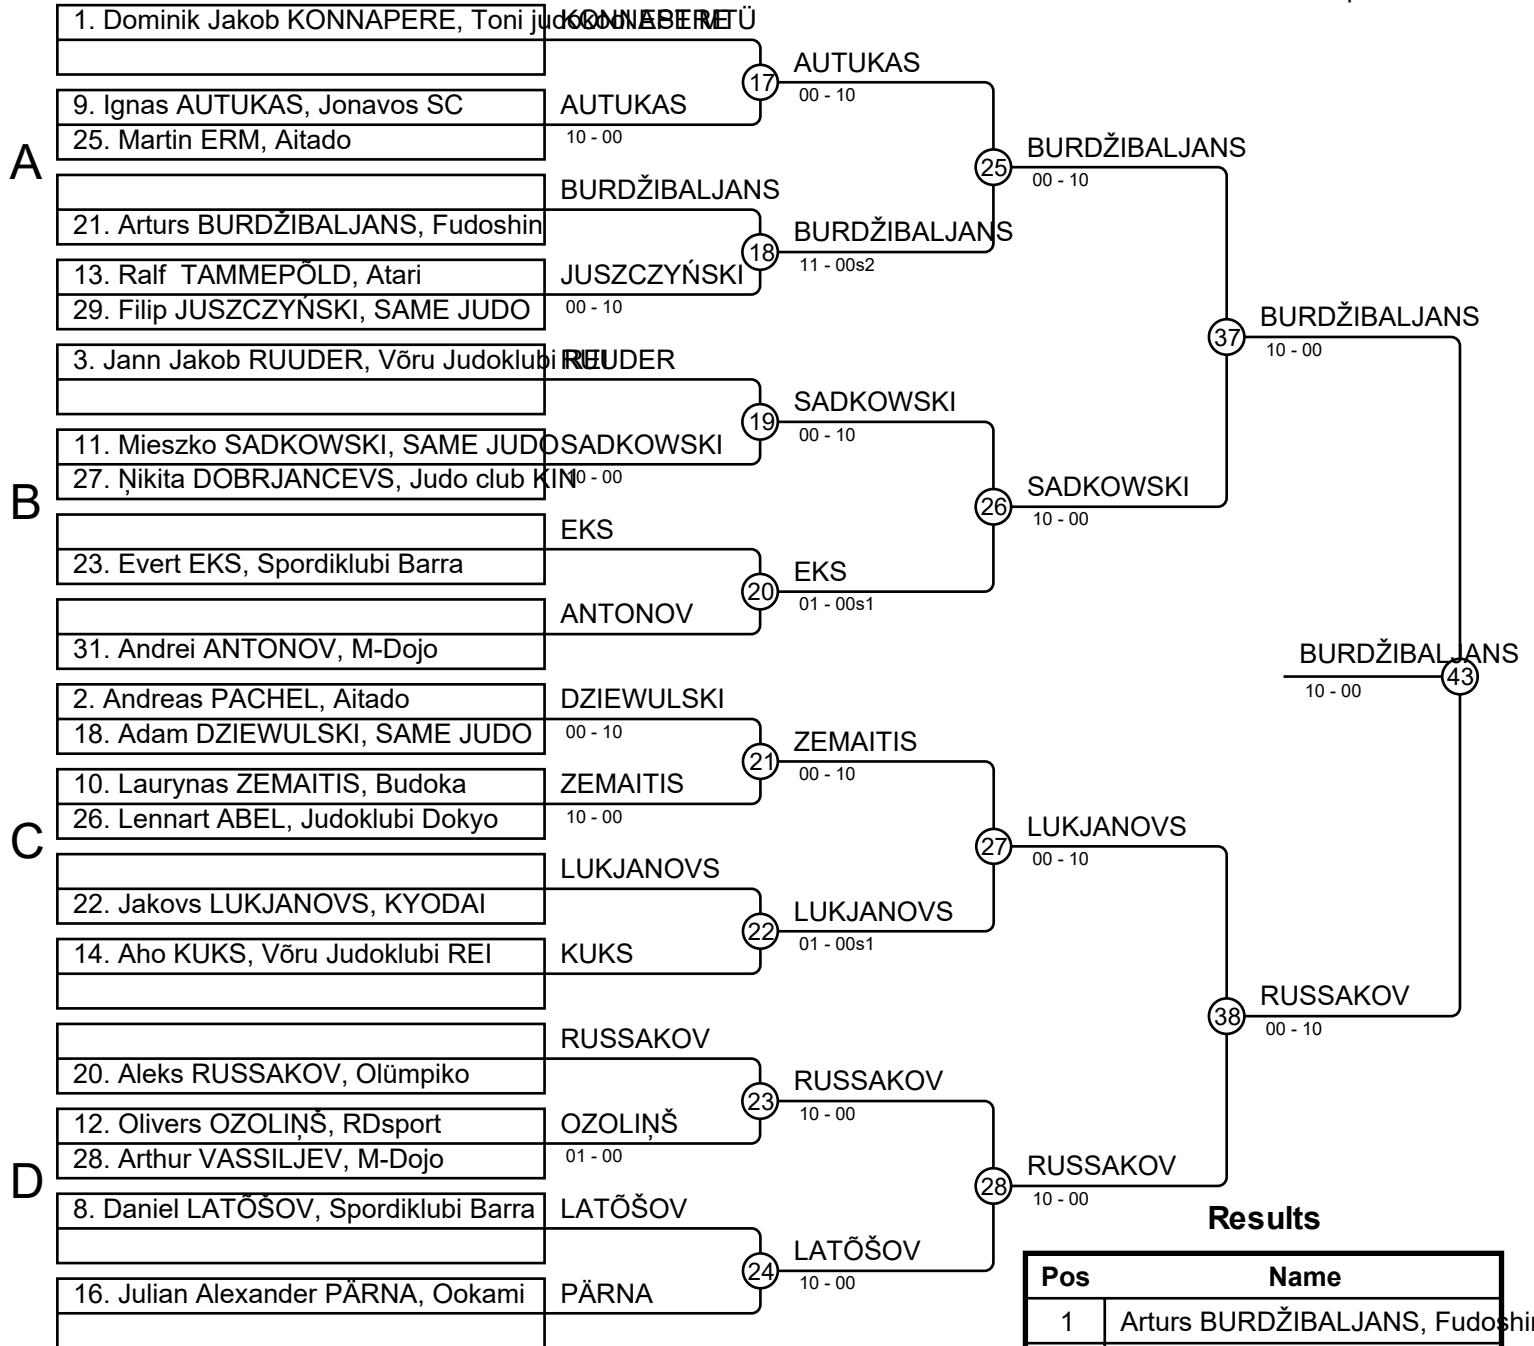 1. Dominik Jakob KONNAPERE, Toni judokool EST MTÜ
KONNAPERE
17
AUTUKAS
00 - 10
9. Ignas AUTUKAS, Jonavos SC
AUTUKAS
25. Martin ERM, Aitado
10 - 00
A
25
BURDŽIBALJANS
00 - 10
BURDŽIBALJANS
21. Arturs BURDŽIBALJANS, Fudoshin
18
BURDŽIBALJANS
11 - 00s2
13. Ralf TAMMEPÕLD, Atari
JUSZCZYŃSKI
29. Filip JUSZCZYŃSKI, SAME JUDO
00 - 10
37
BURDŽIBALJANS
10 - 00
3. Jann Jakob RUUDER, Võru Judoklubi REI
RUUDER
19
SADKOWSKI
00 - 10
11. Mieszko SADKOWSKI, SAME JUDO
SADKOWSKI
27. Ņikita DOBRJANCEVS, Judo club KIN
10 - 00
B
26
SADKOWSKI
10 - 00
EKS
23. Evert EKS, Spordiklubi Barra
20
EKS
01 - 00s1
ANTONOV
31. Andrei ANTONOV, M-Dojo
BURDŽIBALJANS
43
10 - 00
2. Andreas PACHEL, Aitado
DZIEWULSKI
18. Adam DZIEWULSKI, SAME JUDO
00 - 10
21
ZEMAITIS
00 - 10
10. Laurynas ZEMAITIS, Budoka
ZEMAITIS
26. Lennart ABEL, Judoklubi Dokyo
10 - 00
C
27
LUKJANOVS
00 - 10
LUKJANOVS
22. Jakovs LUKJANOVS, KYODAI
22
LUKJANOVS
01 - 00s1
14. Aho KUKS, Võru Judoklubi REI
KUKS
38
RUSSAKOV
00 - 10
RUSSAKOV
20. Aleks RUSSAKOV, Olümpiko
23
RUSSAKOV
10 - 00
12. Olivers OZOLIŅŠ, RDsport
OZOLIŅŠ
28. Arthur VASSILJEV, M-Dojo
01 - 00
D
28
RUSSAKOV
10 - 00
8. Daniel LATÕŠOV, Spordiklubi Barra
LATÕŠOV
24
LATÕŠOV
10 - 00
16. Julian Alexander PÄRNA, Ookami
PÄRNA
Results
Pos Name
1 Arturs BURDŽIBALJANS, Fudoshin